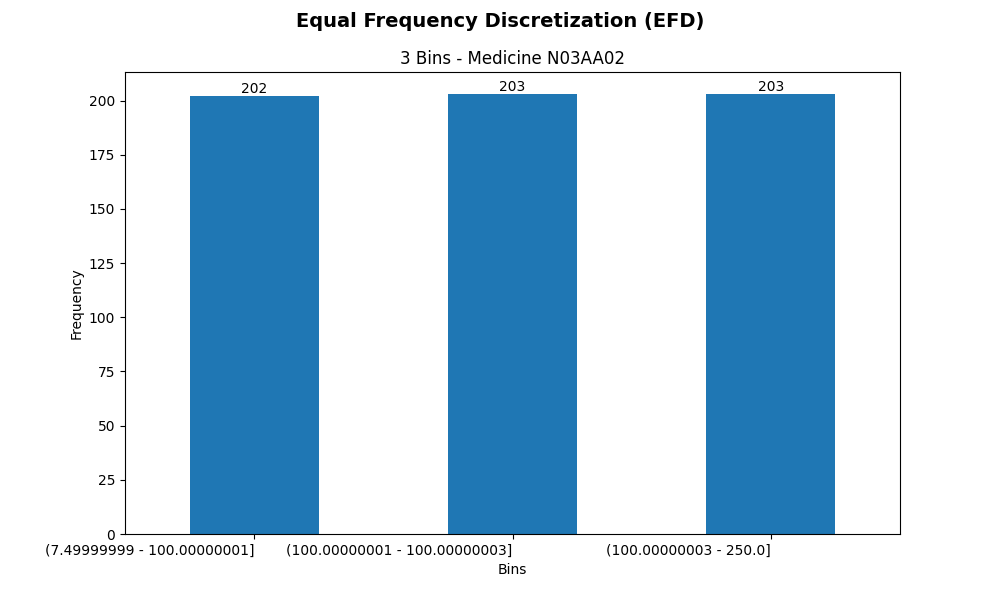 Equal Frequency Discretization (EFD)
3 Bins - Medicine N03AA02
202
203
203
200
175
150
125
100
75
50
25
0
Frequency
(7.49999999 - 100.00000001]
(100.00000001 - 100.00000003]
(100.00000003 - 250.0]
Bins